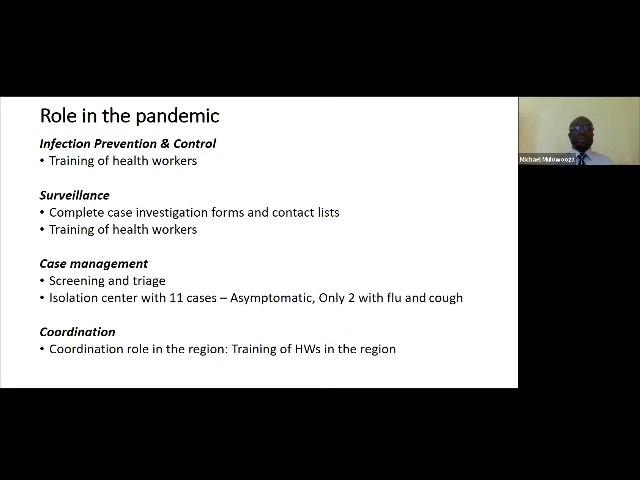 Role in the pandemic
Infection Prevention & Control
• Training of health workers
Surveillance
• Complete case investigation forms and contact lists
• Training of health workers
Case management
• Screening and triage
• Isolation center with 11 cases – Asymptomatic, Only 2 with flu and cough
Coordination
• Coordination role in the region: Training of HWs in the region
Michael Mulowooza